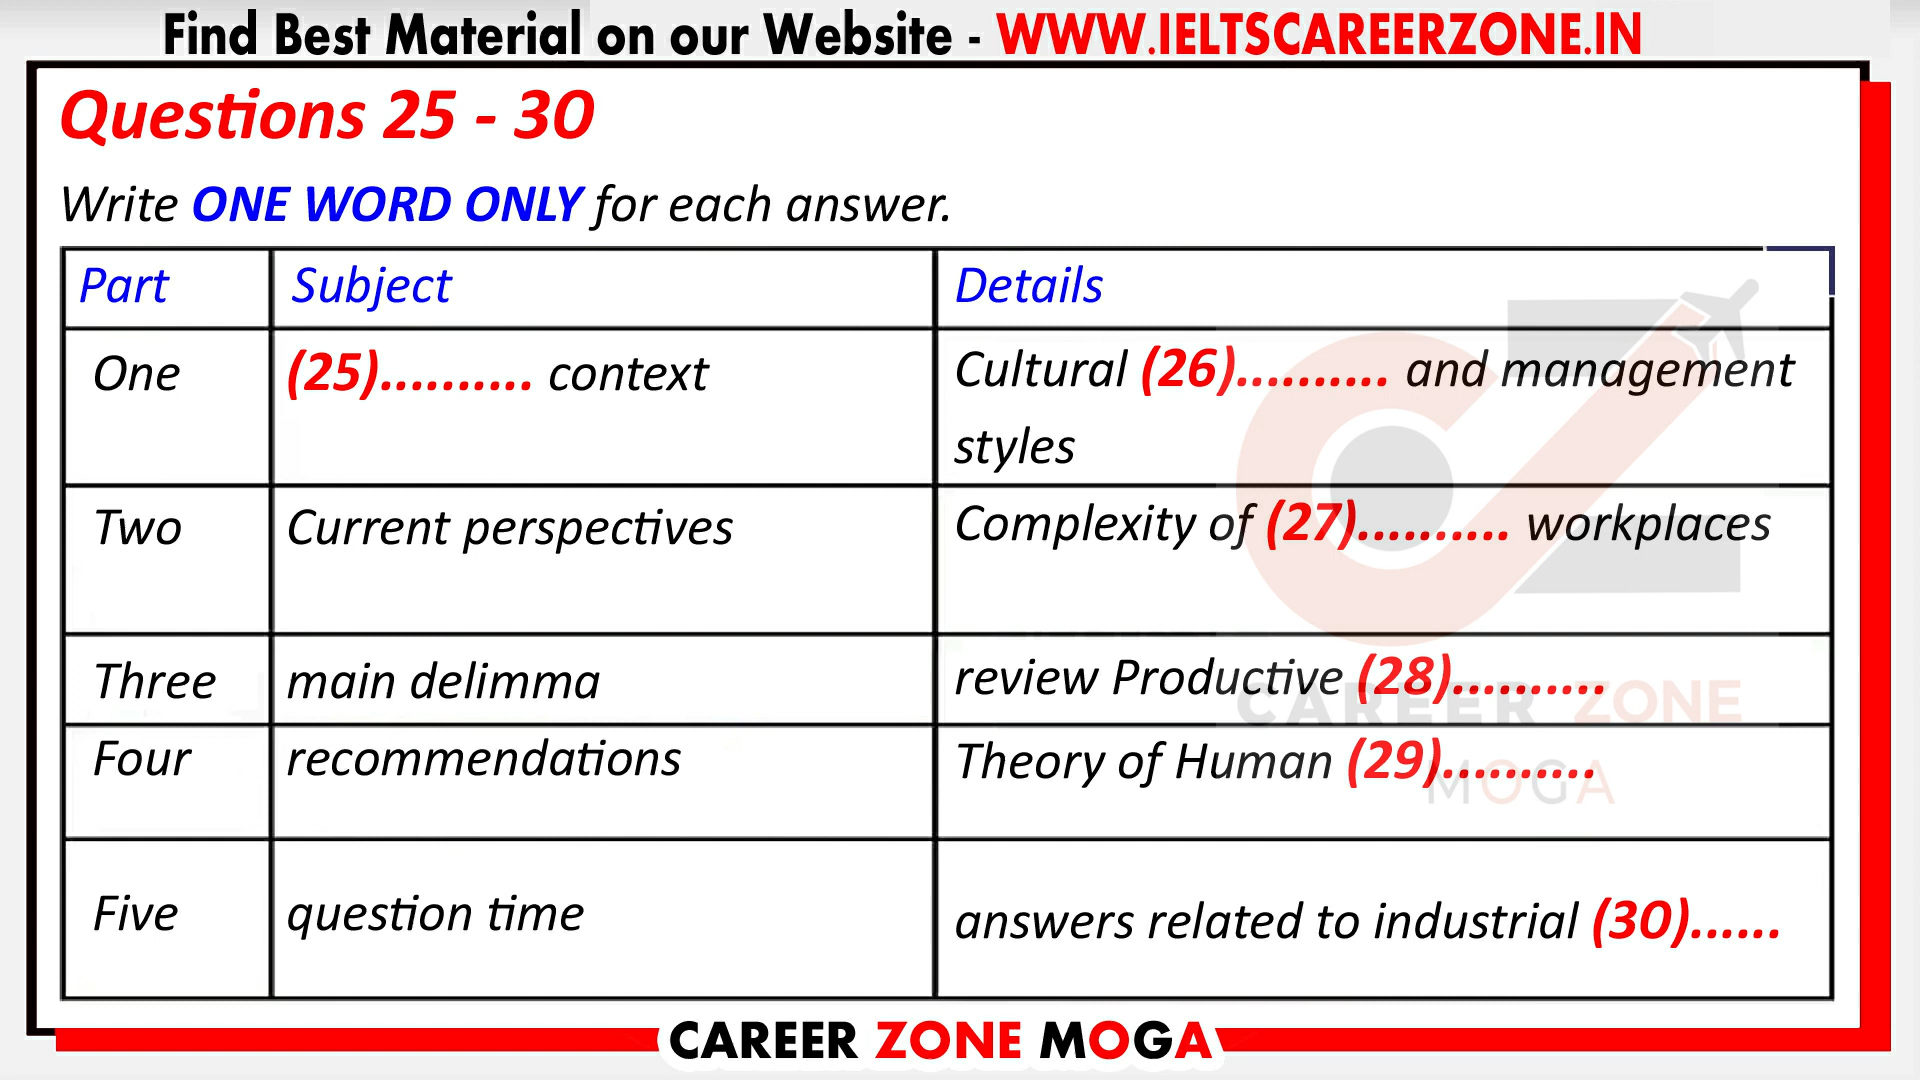 Find Best Material on our Website - WWW.IELTSCAREERZONE.IN
Questions 25 - 30
Write ONE WORD ONLY for each answer.
Part Subject Details
One (25).......... context Cultural (26).......... and management
styles
Two Current perspectives Complexity of (27).......... workplaces
Three main delimma review Productive (28)..........
Four recommendations Theory of Human (29)..........
Five question time answers related to industrial (30)......
CAREER ZONE
MOGA
CAREER ZONE MOGA